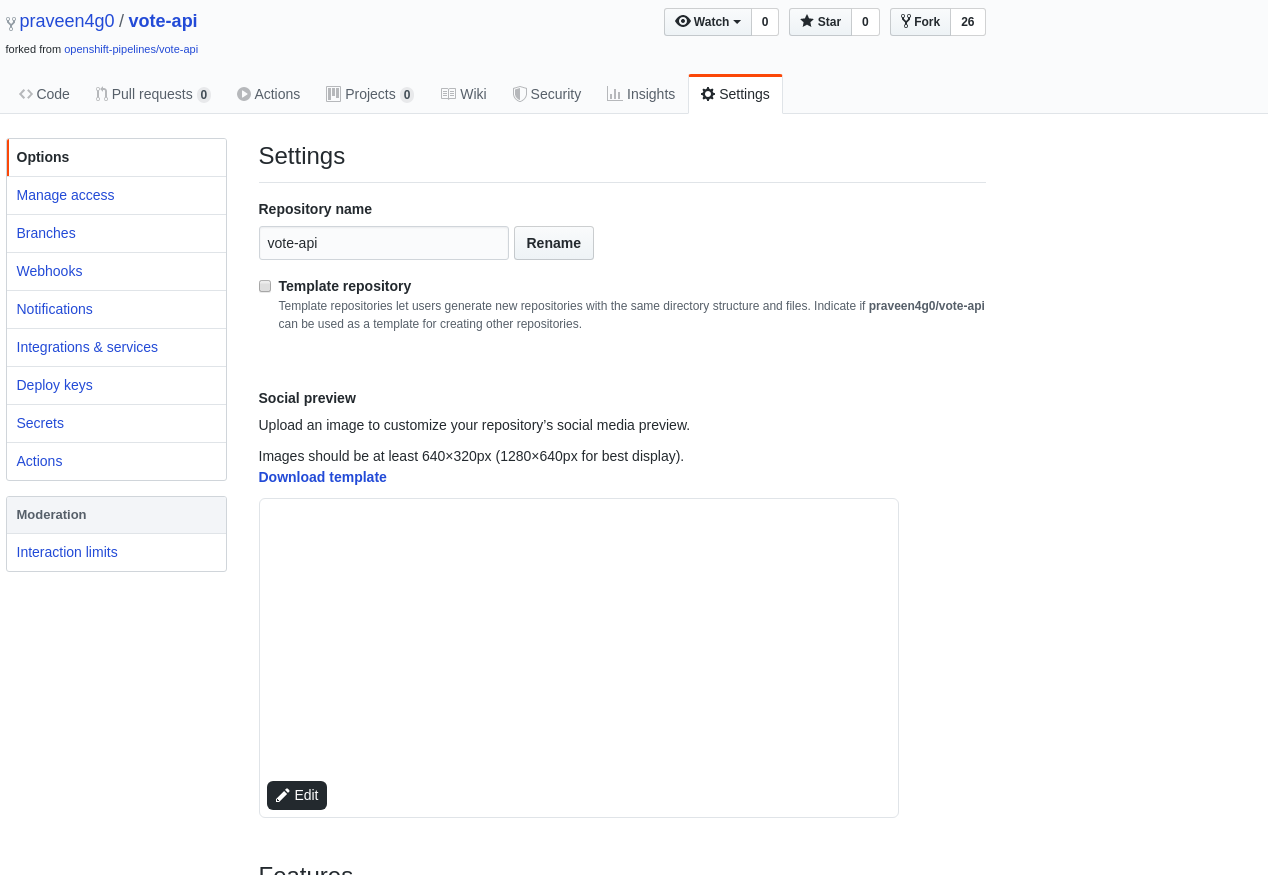 praveen4g0 / vote-api
Watch 0 Star 0 Fork 26
forked from openshift-pipelines/vote-api
Code Pull requests 0 Actions Projects 0 Wiki Security Insights Settings
Options
Manage access
Branches
Webhooks
Notifications
Integrations & services
Deploy keys
Secrets
Actions
Moderation
Interaction limits
Settings
Repository name
vote-api Rename
Template repository
Template repositories let users generate new repositories with the same directory structure and files. Indicate if praveen4g0/vote-api
can be used as a template for creating other repositories.
Social preview
Upload an image to customize your repository’s social media preview.
Images should be at least 640×320px (1280×640px for best display).
Download template
Edit
Features